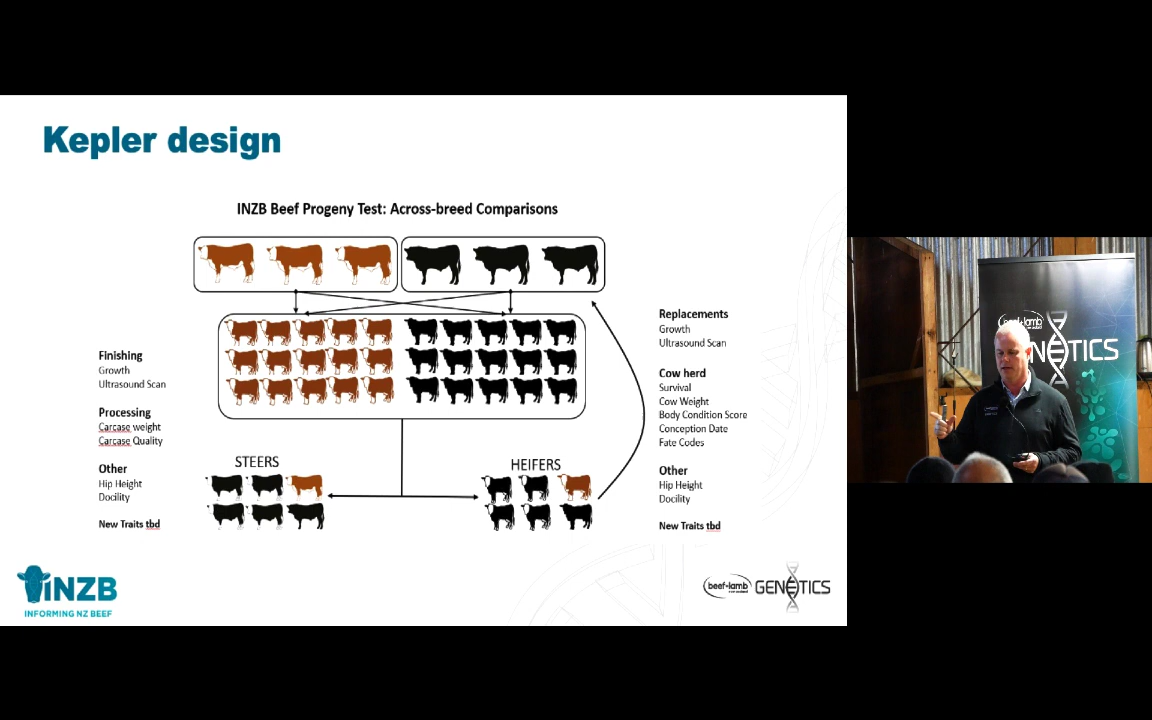 Kepler design
INZB Beef Progeny Test: Across-breed Comparisons
Finishing
Growth
Ultrasound Scan
Processing
Carcase weight
Carcase Quality
Other
Hip Height
Docility
New Traits tbd
STEERS
HEIFERS
Replacements
Growth
Ultrasound Scan
Cow herd
Survival
Cow Weight
Body Condition Score
Conception Date
Fate Codes
Other
Hip Height
Docility
New Traits tbd
INZB
INFORMING NZ BEEF
beef+lamb
GENETICS
beef+lamb
NETICS